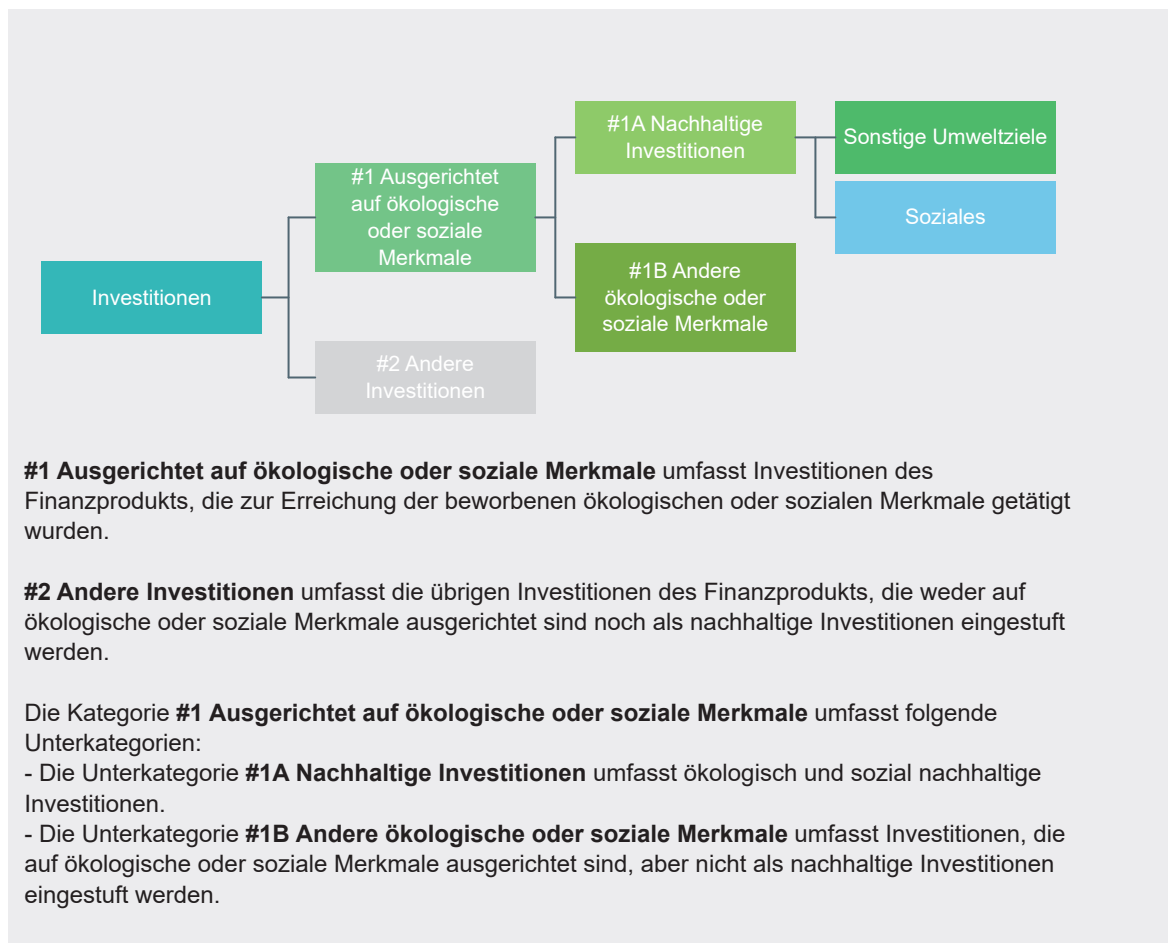 #1A Nachhaltige
Investitionen
Sonstige Umweltziele
#1 Ausgerichtet
auf ökologische
oder soziale
Merkmale
Soziales
Investitionen
#1B Andere
ökologische oder
soziale Merkmale
#2 Andere
Investitionen
#1 Ausgerichtet auf ökologische oder soziale Merkmale umfasst Investitionen des
Finanzprodukts, die zur Erreichung der beworbenen ökologischen oder sozialen Merkmale getätigt
wurden.
#2 Andere Investitionen umfasst die übrigen Investitionen des Finanzprodukts, die weder auf
ökologische oder soziale Merkmale ausgerichtet sind noch als nachhaltige Investitionen eingestuft
werden.
Die Kategorie #1 Ausgerichtet auf ökologische oder soziale Merkmale umfasst folgende
Unterkategorien:
- Die Unterkategorie #1A Nachhaltige Investitionen umfasst ökologisch und sozial nachhaltige
Investitionen.
- Die Unterkategorie #1B Andere ökologische oder soziale Merkmale umfasst Investitionen, die
auf ökologische oder soziale Merkmale ausgerichtet sind, aber nicht als nachhaltige Investitionen
eingestuft werden.